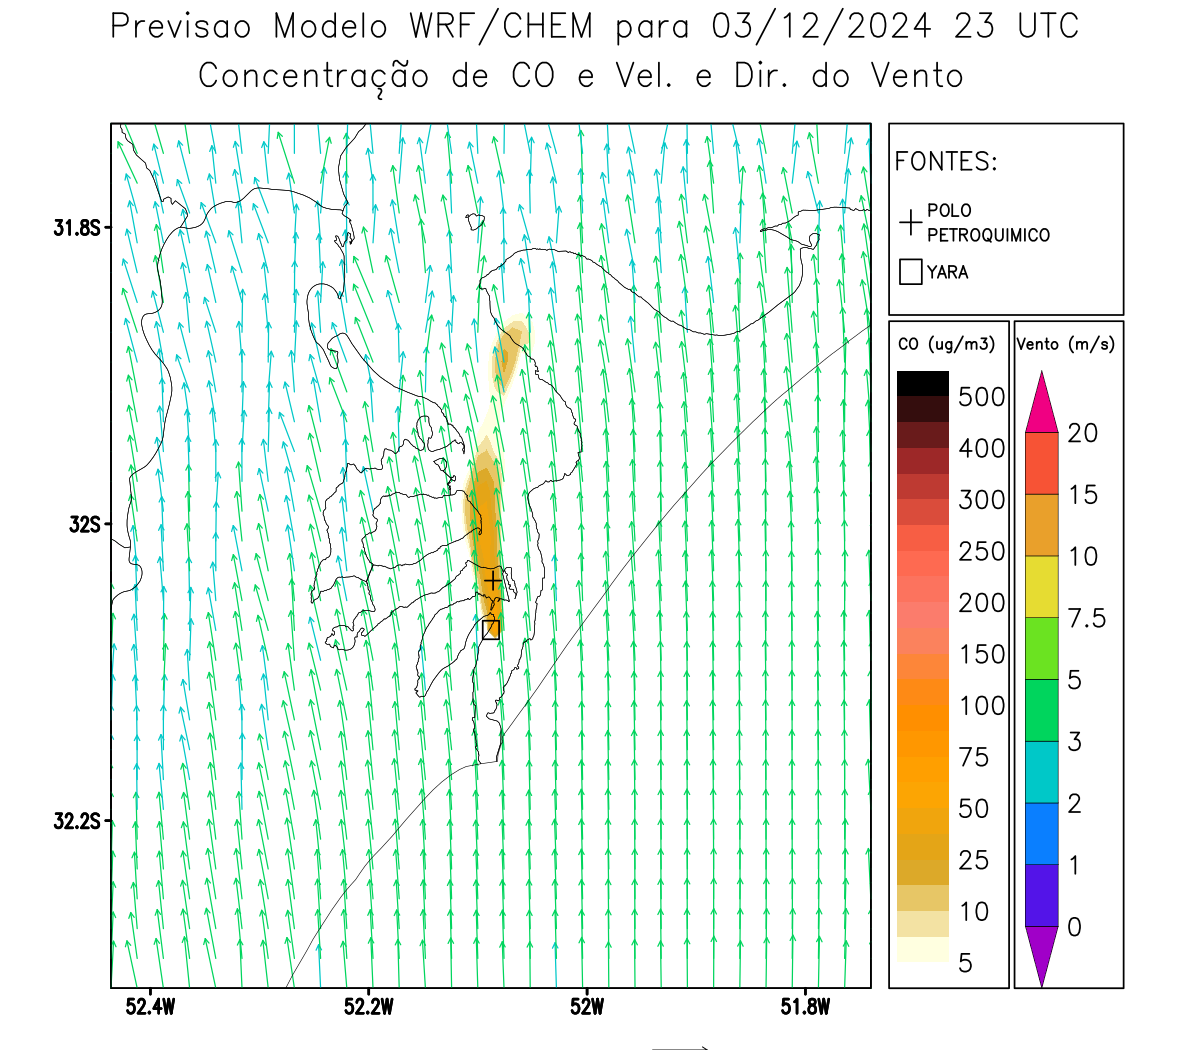 Previsao Modelo WRF/CHEM para 03/12/2024 23 UTC
Concentração de CO e Vel. e Dir. do Vento
FONTES:
POLO
PETROQUIMICO
YARA
31.8S
32S
32.2S
52.4W
52.2W
52W
51.8W
CO (ug/m3)
500
400
300
250
200
150
100
75
50
25
10
5
Vento (m/s)
20
15
10
7.5
5
3
2
1
0